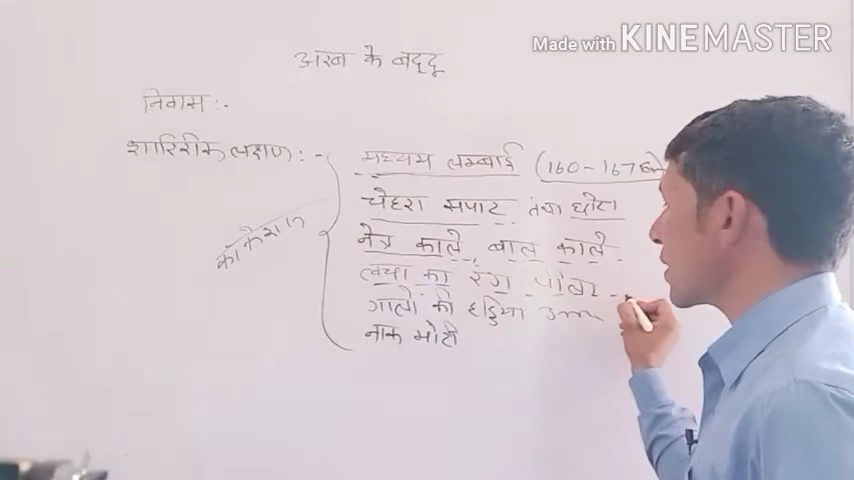 Made with KINEMASTER
अरब के बद्दू
निवास :-
शारिरीक लक्षण : -
मध्यम लम्बाई (160 - 167 सेमी
चेहरा सपाट तथा छोटा
नेत्र काले, बाल काले
काकेसान
त्वचा का रंग
गालो की हड्डिया
नाक मोटी